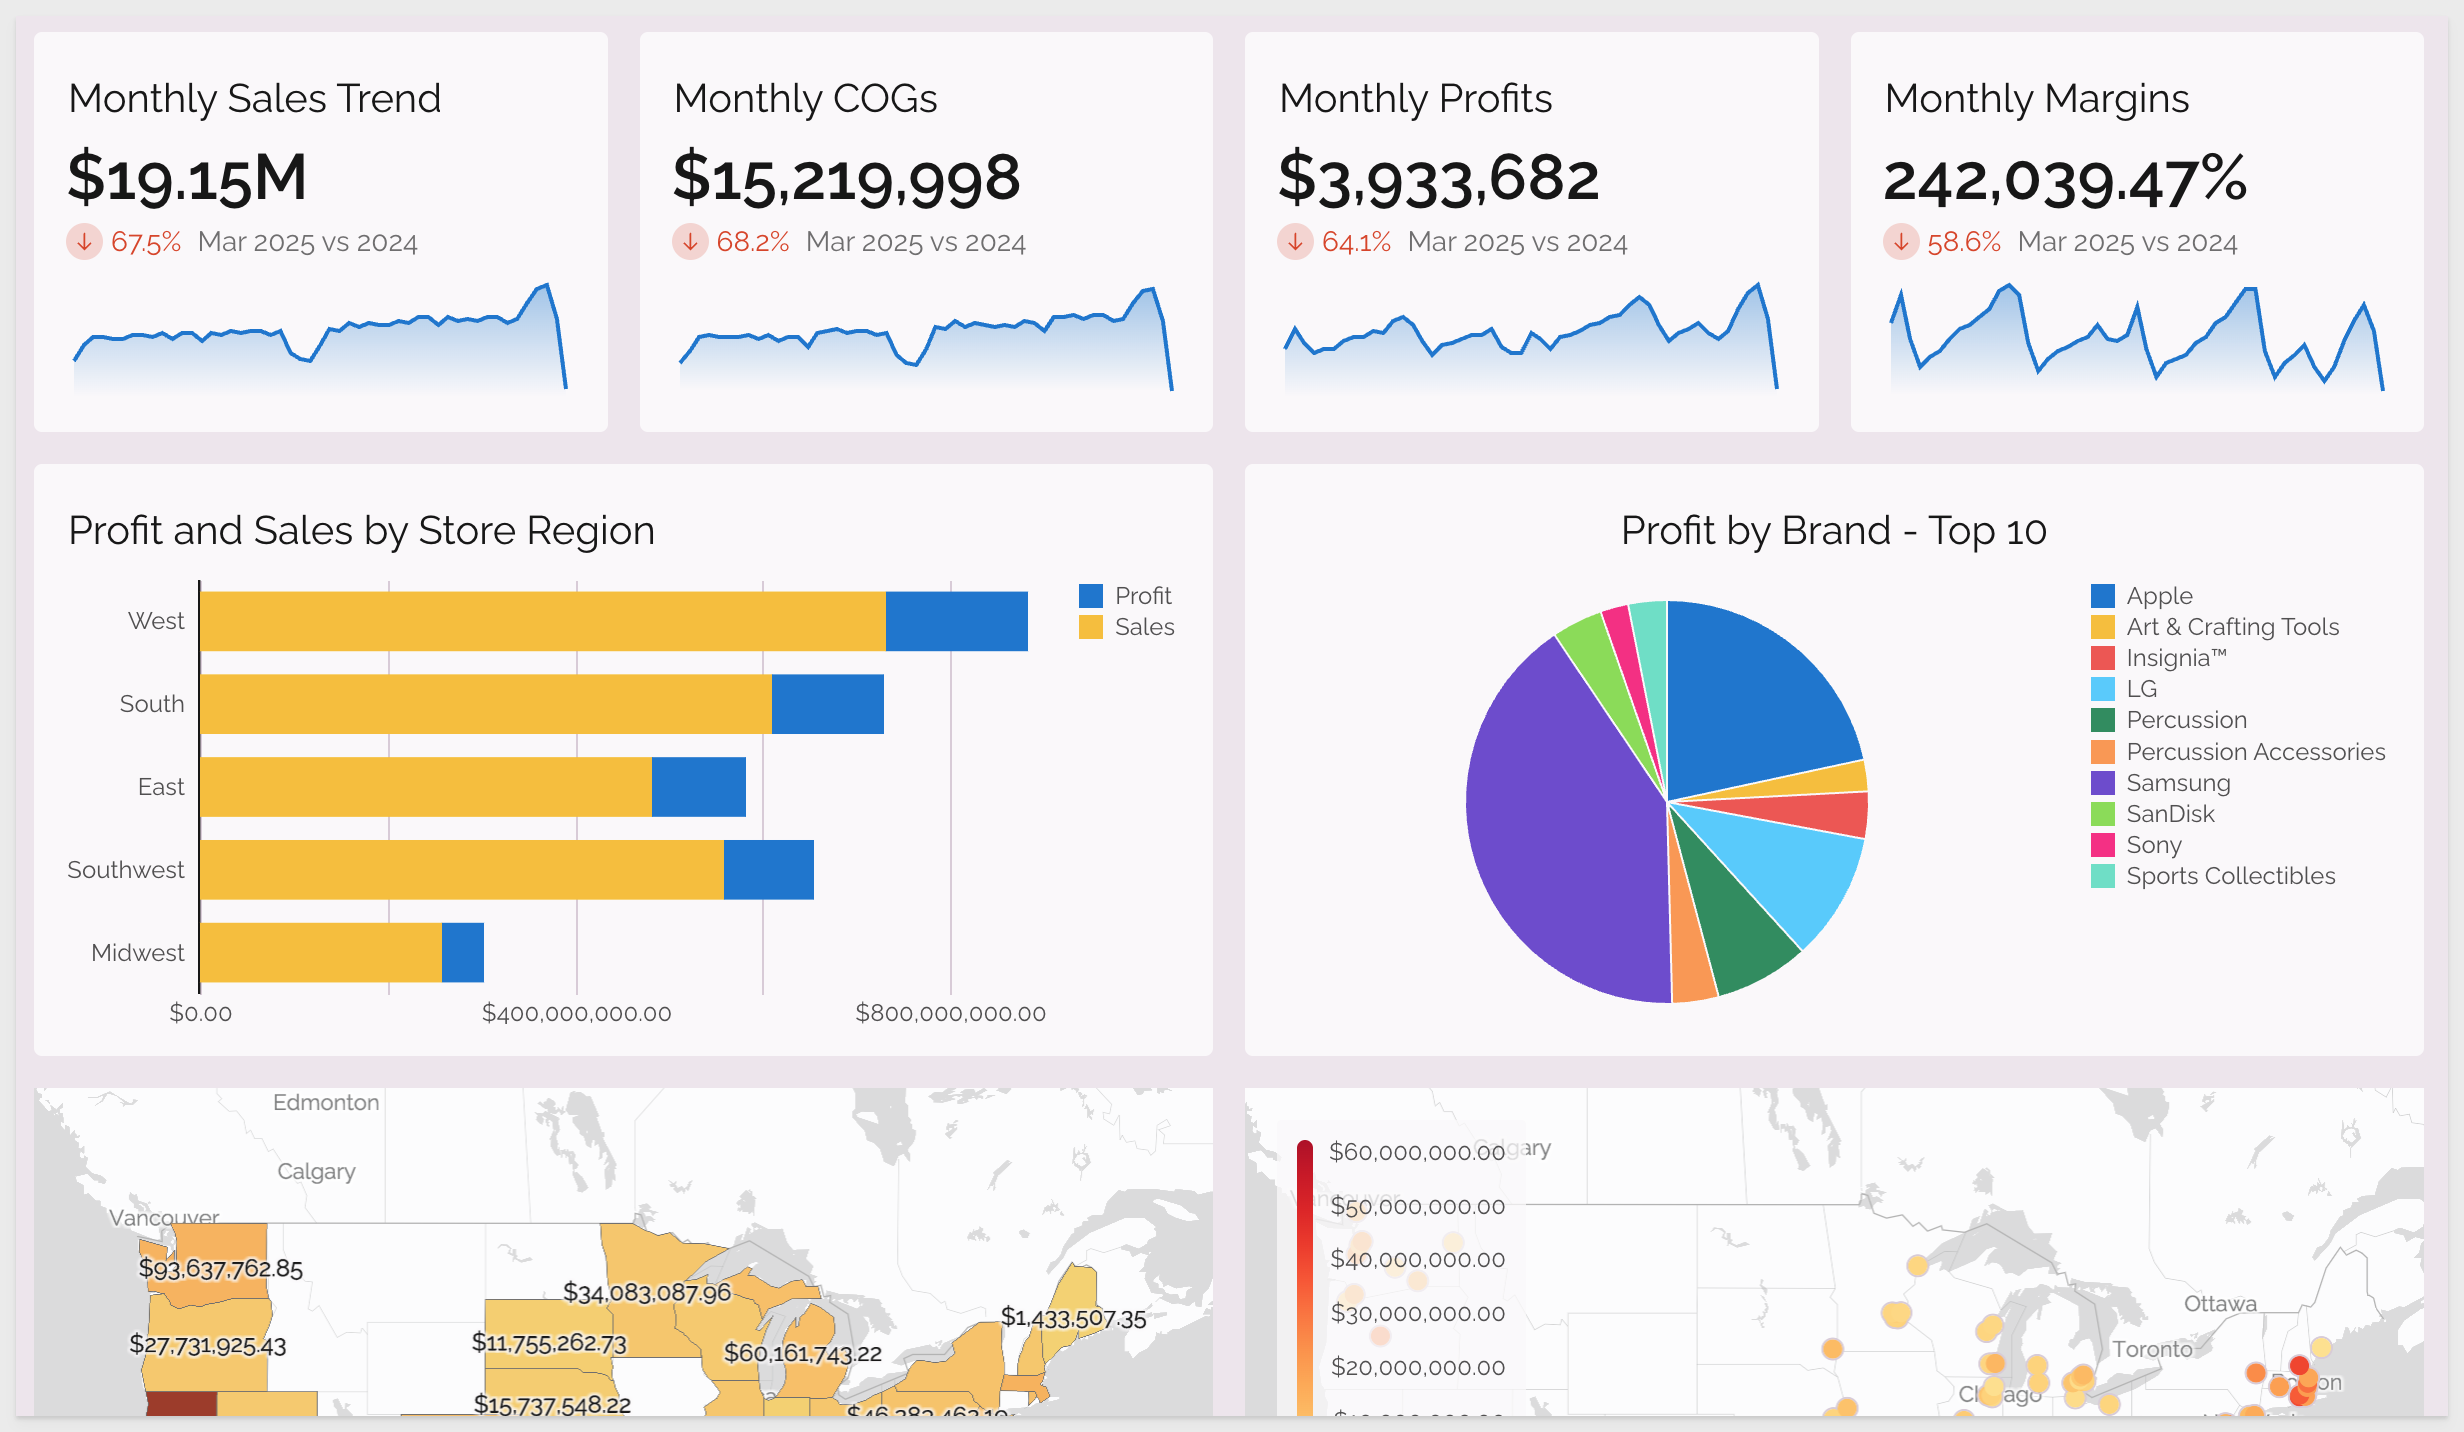 Monthly Sales Trend
$19.15M
67.5% Mar 2025 vs 2024
Monthly COGs
$15,219,998
68.2% Mar 2025 vs 2024
Monthly Profits
$3,933,682
64.1% Mar 2025 vs 2024
Monthly Margins
242,039.47%
58.6% Mar 2025 vs 2024
Profit and Sales by Store Region
West
South
East
Southwest
Midwest
$0.00
$400,000,000.00
$800,000,000.00
Profit
Sales
Profit by Brand - Top 10
Apple
Art & Crafting Tools
Insignia™
LG
Percussion
Percussion Accessories
Samsung
SanDisk
Sony
Sports Collectibles
Edmonton
Calgary
Vancouver
$93,637,762.85
$34,083,087.96
$1,433,507.35
$27,731,925.43
$11,755,262.73
$60,161,743.22
$15,737,548.22
$60,000,000.00
Calgary
Vancouver
$50,000,000.00
$40,000,000.00
$30,000,000.00
$20,000,000.00
Ottawa
Toronto
Chicago
Boston